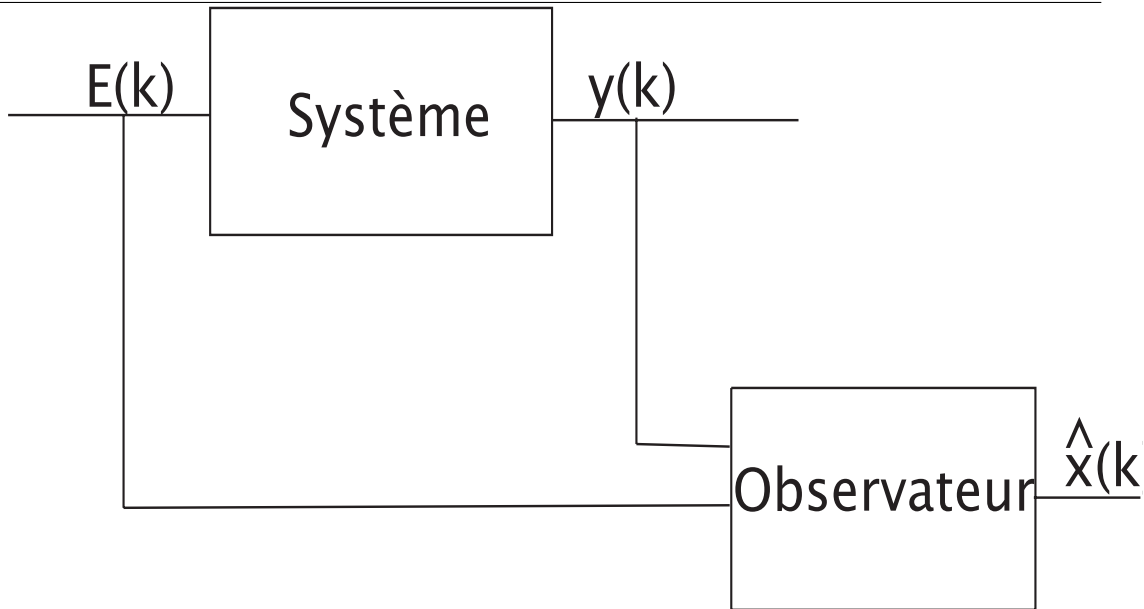 E(k)
Système
y(k)
Observateur
x̂(k